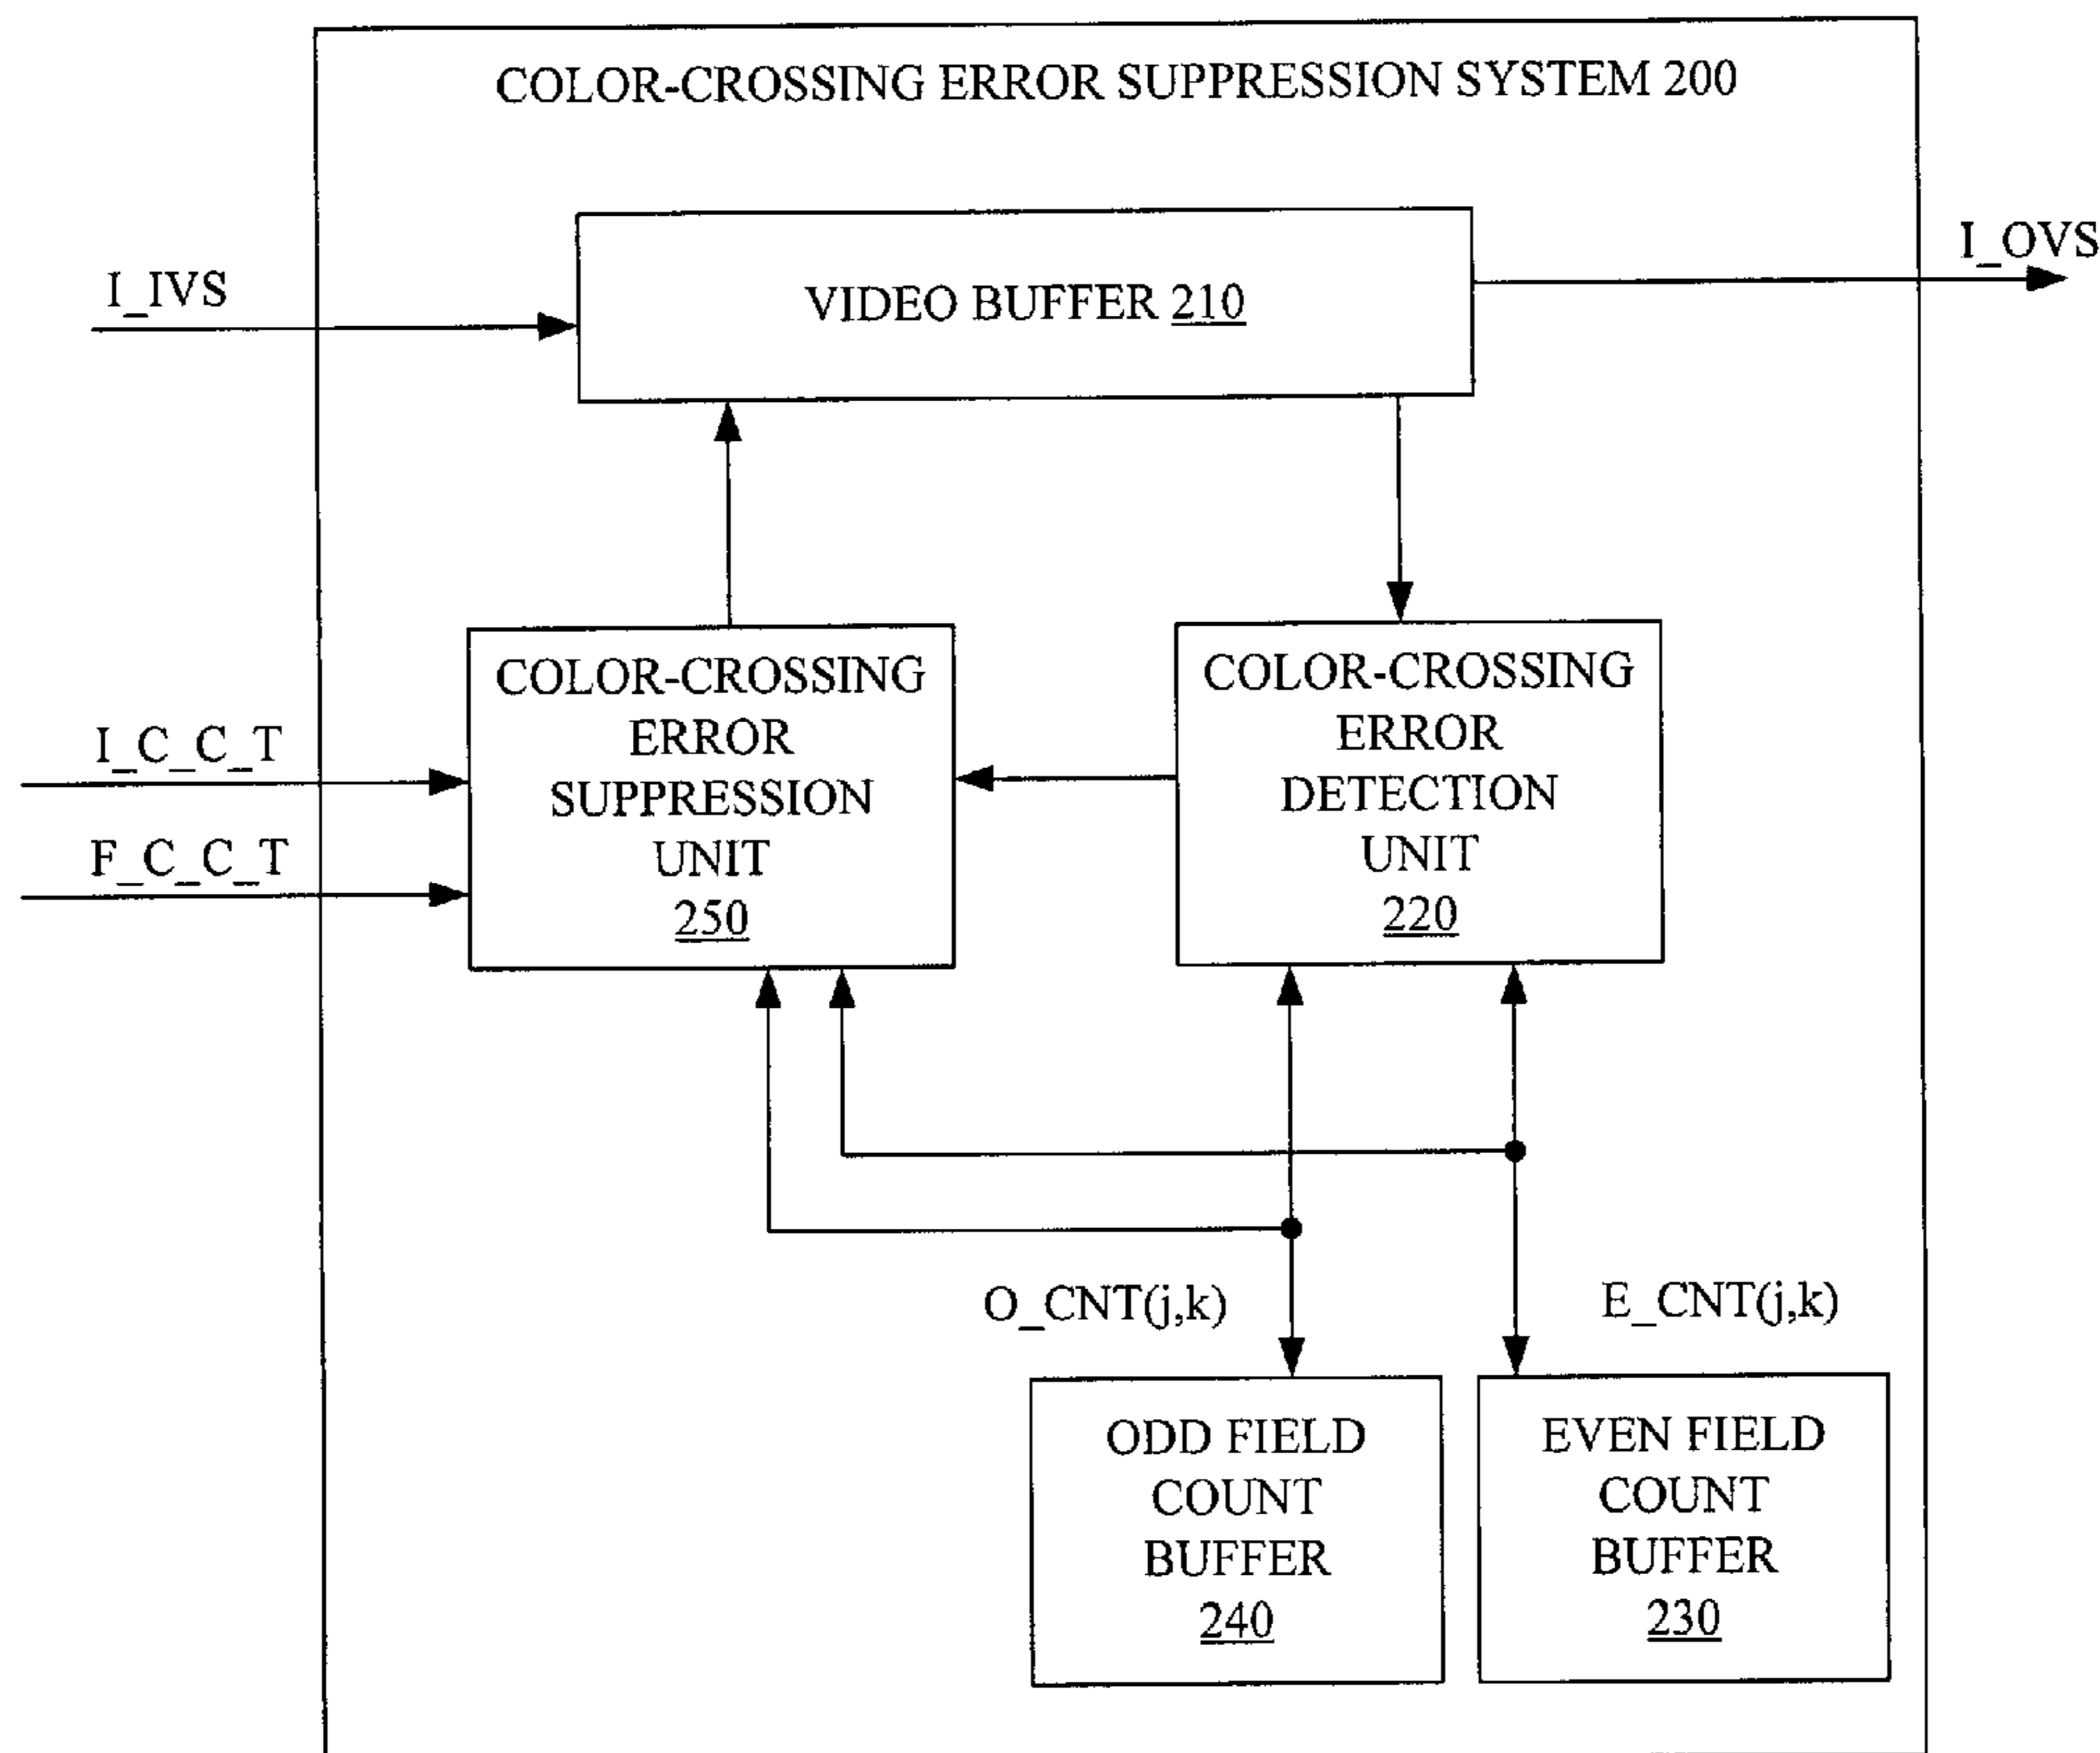 COLOR-CROSSING ERROR SUPPRESSION SYSTEM 200
I_OVS
I_IVS
VIDEO BUFFER 210
COLOR-CROSSING
ERROR
SUPPRESSION
UNIT
250
COLOR-CROSSING
ERROR
DETECTION
UNIT
220
I_C_C_T
F_C_C_T
O_CNT(j,k)
E_CNT(j,k)
ODD FIELD
COUNT
BUFFER
240
EVEN FIELD
COUNT
BUFFER
230